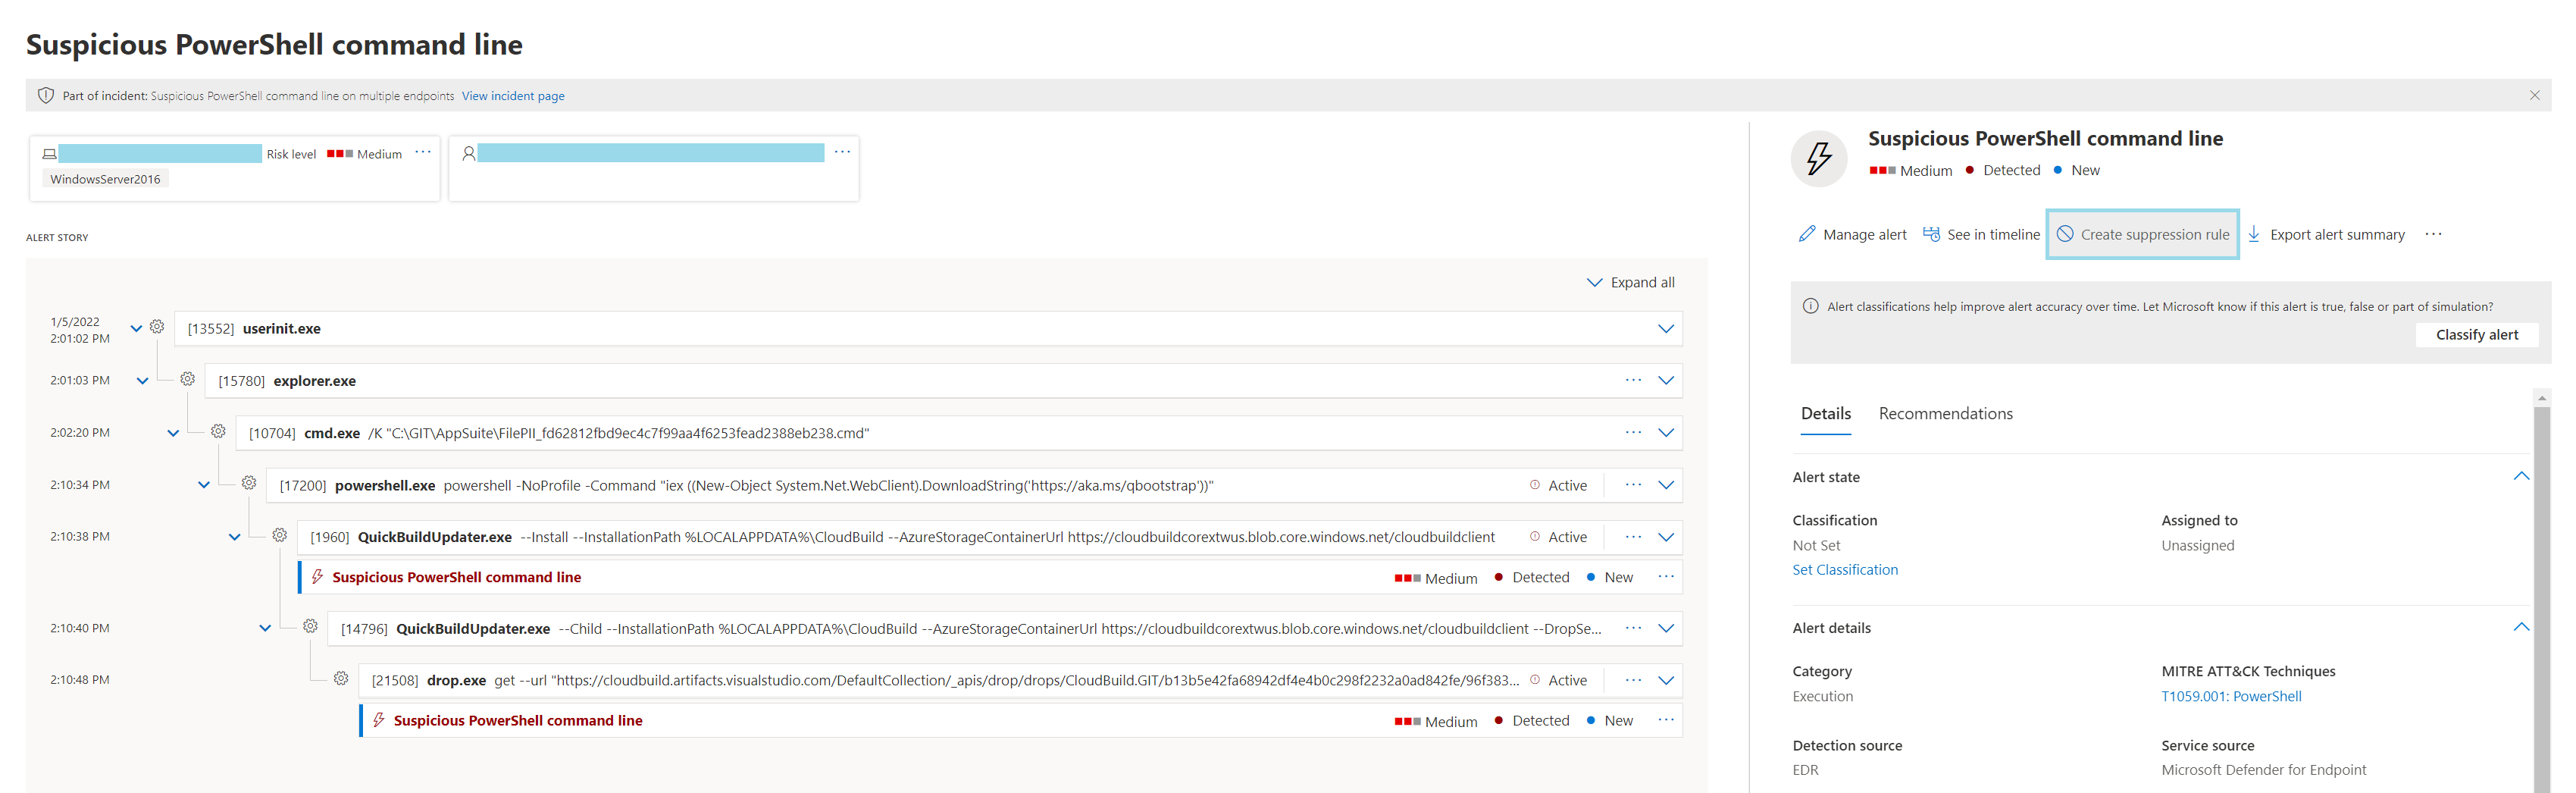 Suspicious PowerShell command line
Part of incident: Suspicious PowerShell command line on multiple endpoints View incident page
Risk level Medium ...
WindowsServer2016
...
ALERT STORY
Expand all
1/5/2022
2:01:02 PM
[13552] userinit.exe
2:01:03 PM [15780] explorer.exe ...
2:02:20 PM [10704] cmd.exe /K "C:\GIT\AppSuite\FilePII_fd62812fbd9ec4c7f99aa4f6253fead2388eb238.cmd" ...
2:10:34 PM [17200] powershell.exe powershell -NoProfile -Command "iex ((New-Object System.Net.WebClient).DownloadString('https://aka.ms/qbootstrap'))" Active ...
2:10:38 PM [1960] QuickBuildUpdater.exe --Install --InstallationPath %LOCALAPPDATA%\CloudBuild --AzureStorageContainerUrl https://cloudbuildcorextwus.blob.core.windows.net/cloudbuildclient Active ...
Suspicious PowerShell command line Medium Detected New ...
2:10:40 PM [14796] QuickBuildUpdater.exe --Child --InstallationPath %LOCALAPPDATA%\CloudBuild --AzureStorageContainerUrl https://cloudbuildcorextwus.blob.core.windows.net/cloudbuildclient --DropSe... ...
2:10:48 PM [21508] drop.exe get --url "https://cloudbuild.artifacts.visualstudio.com/DefaultCollection/_apis/drop/drops/CloudBuild.GIT/b13b5e42fa68942df4e4b0c298f2232a0ad842fe/96f383... Active ...
Suspicious PowerShell command line Medium Detected New ...
Suspicious PowerShell command line
Medium Detected New
Manage alert See in timeline Create suppression rule Export alert summary ...
Alert classifications help improve alert accuracy over time. Let Microsoft know if this alert is true, false or part of simulation?
Classify alert
Details Recommendations
Alert state
Classification Assigned to
Not Set Unassigned
Set Classification
Alert details
Category MITRE ATT&CK Techniques
Execution T1059.001: PowerShell
Detection source Service source
EDR Microsoft Defender for Endpoint